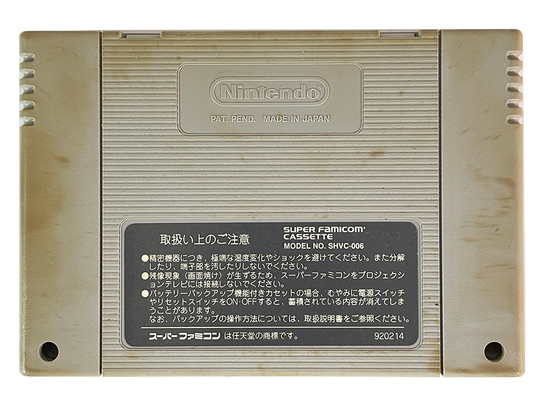 Nintendo
PAT. PEND. MADE IN JAPAN
取扱い上のご注意
SUPER FAMICOM
CASSETTE
MODEL NO. SHVC-006
●精密機器につき、極端な温度変化やショックを避けてください。また分解
したり、端子部を汚したりしないでください。
●残像現象（画面焼け）が生ずるため、スーパーファミコンをプロジェクシ
ョンテレビには接続しないでください。
●バッテリーバックアップ機能付きカセットの場合、むやみに電源スイッチ
やリセットスイッチをON・OFFすると、蓄積されている内容が消えてしま
うことがあります。
なお、バックアップの操作方法については、取扱説明書をご参照ください。
スーパーファミコンは任天堂の商標です。 920214